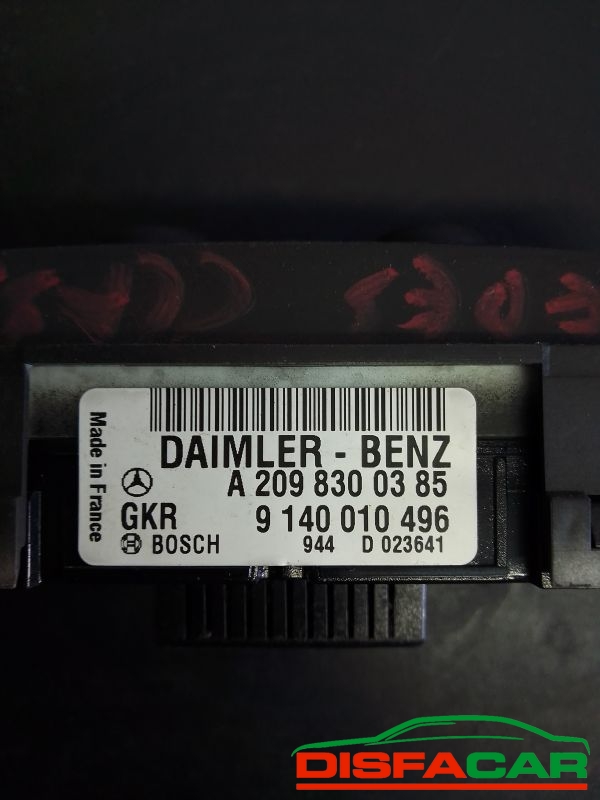 Made in France
DAIMLER - BENZ
A 209 830 03 85
GKR 9 140 010 496
BOSCH 944 D 023641
DISFACAR